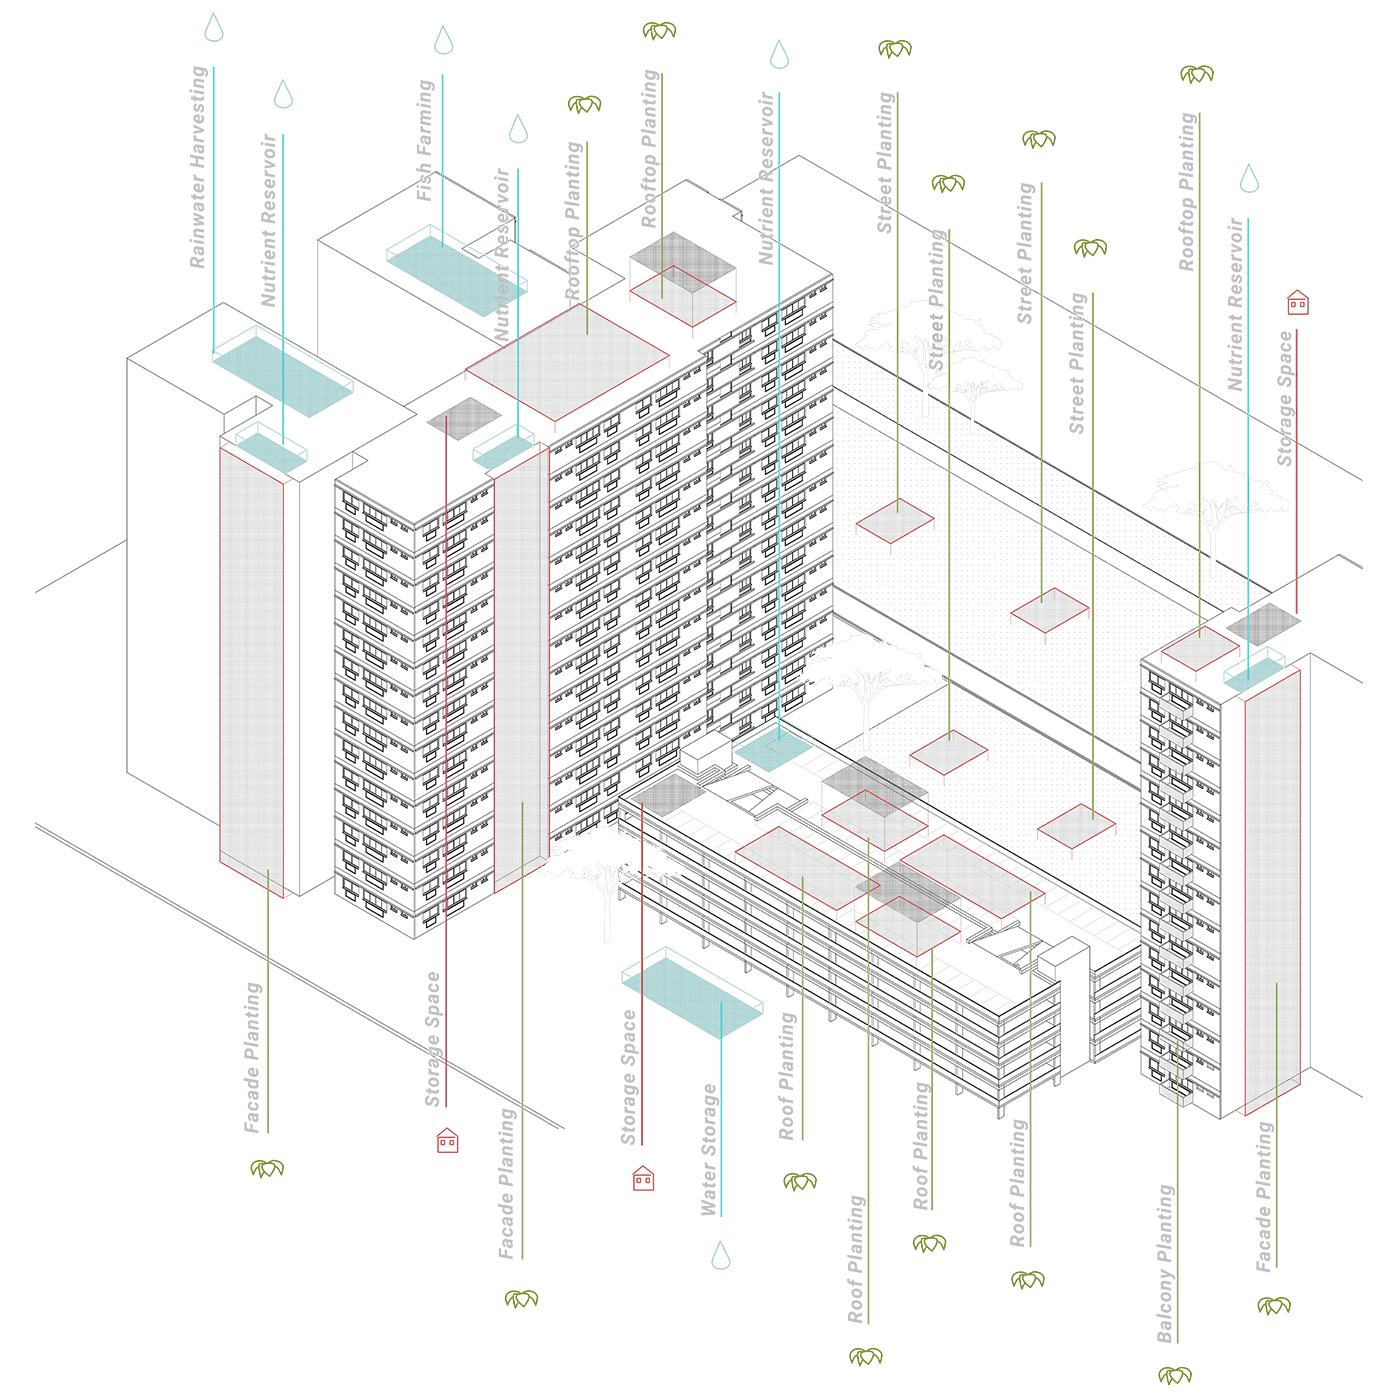 Rainwater Harvesting
Nutrient Reservoir
Fish Farming
Nutrient Reservoir
Rooftop Planting
Rooftop Planting
Nutrient Reservoir
Street Planting
Street Planting
Street Planting
Street Planting
Rooftop Planting
Nutrient Reservoir
Storage Space
Facade Planting
Storage Space
Facade Planting
Storage Space
Water Storage
Roof Planting
Roof Planting
Roof Planting
Roof Planting
Balcony Planting
Facade Planting